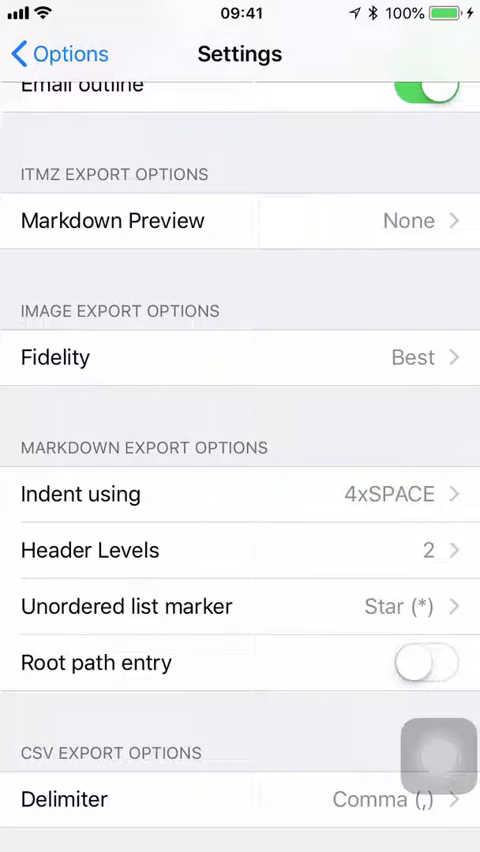 09:41 100%
Options Settings
Email outline
ITMZ EXPORT OPTIONS
Markdown Preview None
IMAGE EXPORT OPTIONS
Fidelity Best
MARKDOWN EXPORT OPTIONS
Indent using 4xSPACE
Header Levels 2
Unordered list marker Star (*)
Root path entry
CSV EXPORT OPTIONS
Delimiter Comma (,)